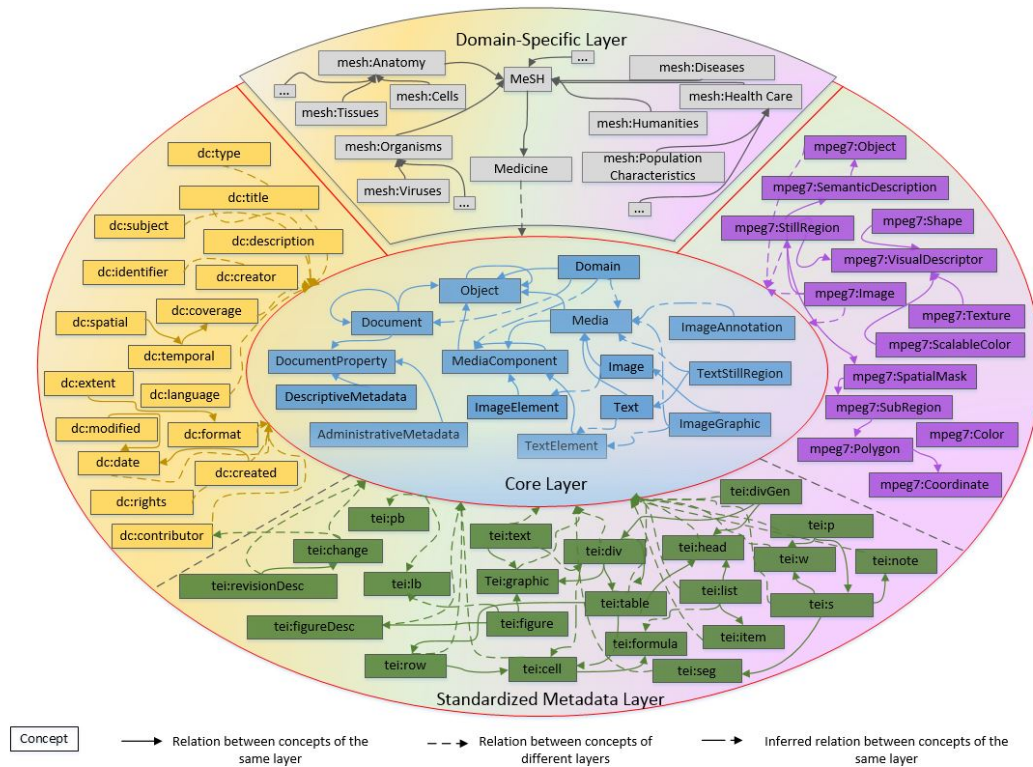 Domain-Specific Layer
mesh:Anatomy
...
MeSH
mesh:Diseases
...
mesh:Cells
mesh:Tissues
mesh:Health Care
mesh:Humanities
mesh:Organisms
Medicine
mesh:Population
Characteristics
mesh:Viruses
...
...
dc:type
dc:title
dc:subject
dc:description
dc:identifier
dc:creator
dc:coverage
dc:spatial
dc:temporal
dc:extent
dc:language
dc:modified
dc:format
dc:date
dc:created
dc:rights
dc:contributor
mpeg7:Object
mpeg7:SemanticDescription
mpeg7:StillRegion
mpeg7:Shape
mpeg7:VisualDescriptor
mpeg7:Image
mpeg7:Texture
mpeg7:ScalableColor
mpeg7:SpatialMask
mpeg7:SubRegion
mpeg7:Color
mpeg7:Polygon
mpeg7:Coordinate
Domain
Object
Document
Media
ImageAnnotation
DocumentProperty
MediaComponent
Image
TextStillRegion
DescriptiveMetadata
ImageElement
Text
ImageGraphic
AdministrativeMetadata
TextElement
Core Layer
tei:divGen
tei:pb
tei:text
tei:p
tei:change
tei:div
tei:head
tei:w
tei:note
tei:revisionDesc
tei:lb
Tei:graphic
tei:list
tei:table
tei:s
tei:figureDesc
tei:figure
tei:item
tei:formula
tei:row
tei:cell
tei:seg
Standardized Metadata Layer
Concept
Relation between concepts of the
same layer
Relation between concepts of
different layers
Inferred relation between concepts of the
same layer